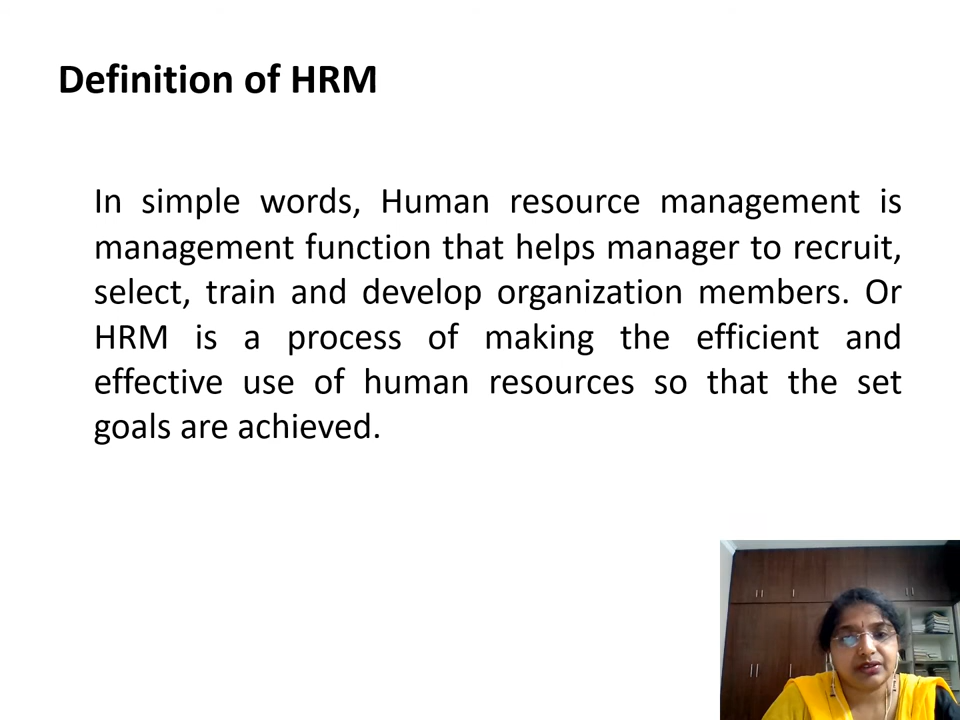 Definition of HRM
In simple words, Human resource management is
management function that helps manager to recruit,
select, train and develop organization members. Or
HRM is a process of making the efficient and
effective use of human resources so that the set
goals are achieved.